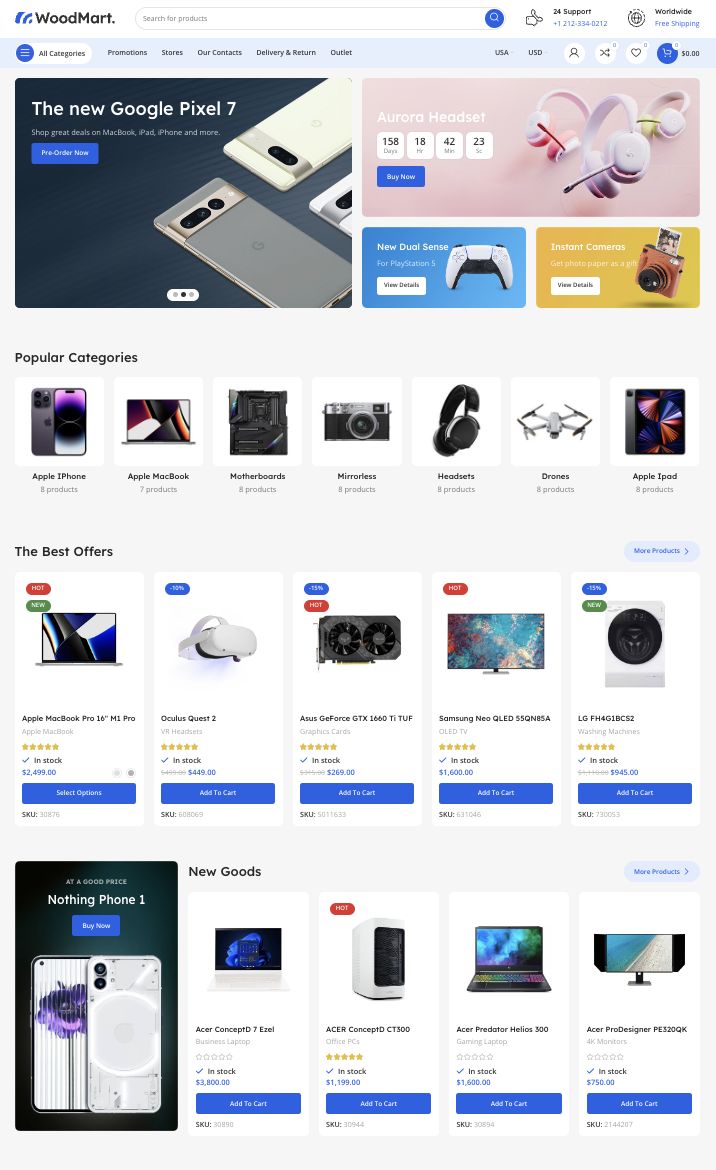 WoodMart.
Search for products
24 Support
+1 212-334-0212
Worldwide
Free Shipping
All Categories
Promotions
Stores
Our Contacts
Delivery & Return
Outlet
USA
USD
0
0
0
$0.00
The new Google Pixel 7
Shop great deals on MacBook, iPad, iPhone and more.
Pre-Order Now
Aurora Headset
158 18 42 23
Days Hr Min Sc
Buy Now
New Dual Sense
For PlayStation 5
View Details
Instant Cameras
Get photo paper as a gift
View Details
Popular Categories
Apple IPhone
8 products
Apple MacBook
7 products
Motherboards
8 products
Mirrorless
8 products
Headsets
8 products
Drones
8 products
Apple Ipad
8 products
The Best Offers
More Products
HOT
NEW
Apple MacBook Pro 16" M1 Pro
Apple MacBook
In stock
$2,499.00
Select Options
SKU: 30876
-10%
Oculus Quest 2
VR Headsets
In stock
$499.00 $449.00
Add To Cart
SKU: 608069
-15%
HOT
Asus GeForce GTX 1660 Ti TUF
Graphics Cards
In stock
$315.00 $269.00
Add To Cart
SKU: 5011633
HOT
Samsung Neo QLED 55QN85A
OLED TV
In stock
$1,600.00
Add To Cart
SKU: 631046
-15%
NEW
LG FH4G1BCS2
Washing Machines
In stock
$1,110.00 $945.00
Add To Cart
SKU: 730053
AT A GOOD PRICE
Nothing Phone 1
Buy Now
New Goods
More Products
Acer ConceptD 7 Ezel
Business Laptop
In stock
$3,800.00
Add To Cart
SKU: 30890
HOT
ACER ConceptD CT300
Office PCs
In stock
$1,199.00
Add To Cart
SKU: 30944
Acer Predator Helios 300
Gaming Laptop
In stock
$1,600.00
Add To Cart
SKU: 30894
Acer ProDesigner PE320QK
4K Monitors
In stock
$750.00
Add To Cart
SKU: 2144207